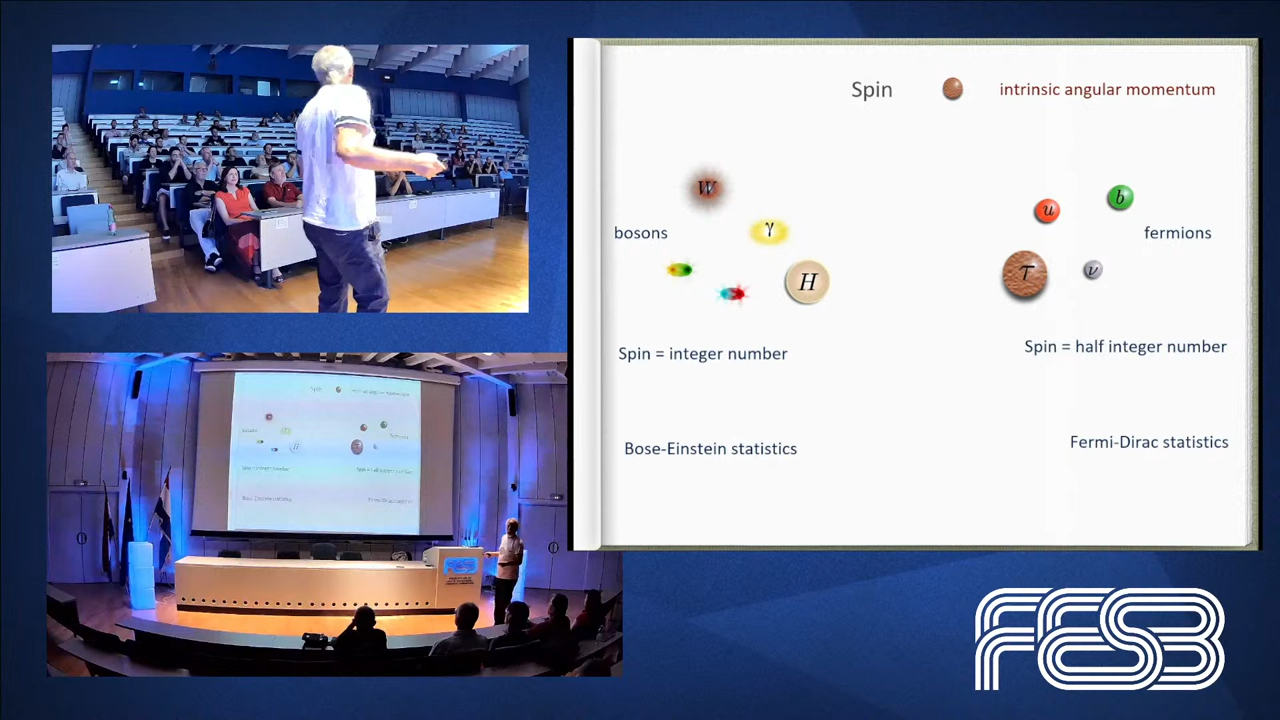 Spin intrinsic angular momentum
W
γ
u
b
bosons
fermions
H
τ
ν
Spin = integer number
Spin = half integer number
Bose-Einstein statistics
Fermi-Dirac statistics
FESB